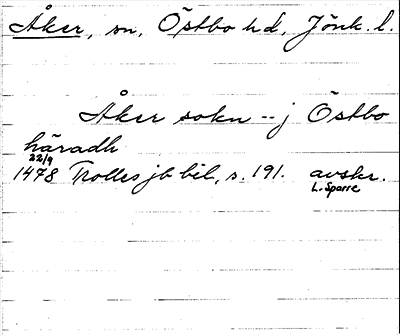 Åker, sn, Östbo hd, Jönk. l.
Åker sokn -- j Östbo
häradh
22/9
1478 Trolles jb bil, s. 191. avskr.
L. Sparre